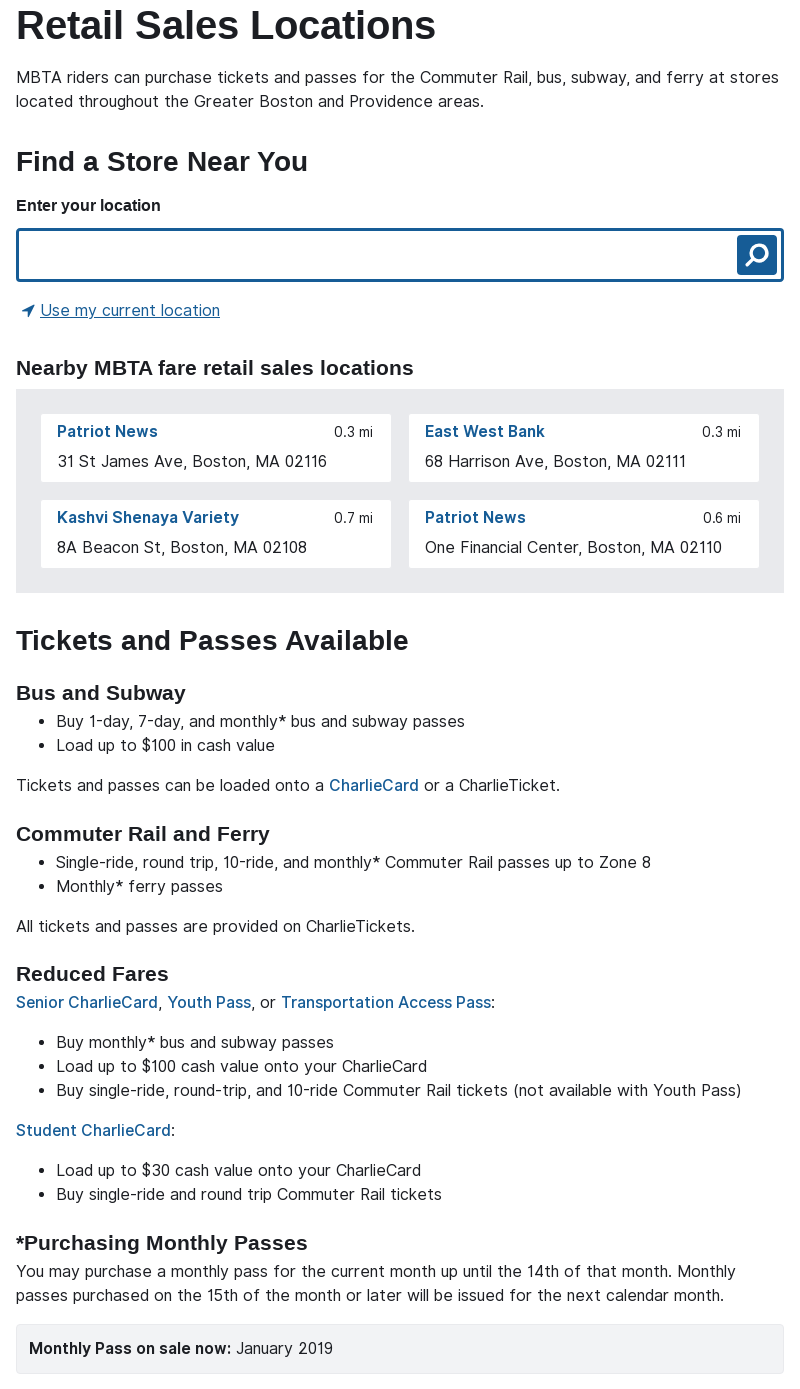 Retail Sales Locations
MBTA riders can purchase tickets and passes for the Commuter Rail, bus, subway, and ferry at stores
located throughout the Greater Boston and Providence areas.
Find a Store Near You
Enter your location
Use my current location
Nearby MBTA fare retail sales locations
Patriot News 0.3 mi
31 St James Ave, Boston, MA 02116
East West Bank 0.3 mi
68 Harrison Ave, Boston, MA 02111
Kashvi Shenaya Variety 0.7 mi
8A Beacon St, Boston, MA 02108
Patriot News 0.6 mi
One Financial Center, Boston, MA 02110
Tickets and Passes Available
Bus and Subway
• Buy 1-day, 7-day, and monthly* bus and subway passes
• Load up to $100 in cash value
Tickets and passes can be loaded onto a CharlieCard or a CharlieTicket.
Commuter Rail and Ferry
• Single-ride, round trip, 10-ride, and monthly* Commuter Rail passes up to Zone 8
• Monthly* ferry passes
All tickets and passes are provided on CharlieTickets.
Reduced Fares
Senior CharlieCard, Youth Pass, or Transportation Access Pass:
• Buy monthly* bus and subway passes
• Load up to $100 cash value onto your CharlieCard
• Buy single-ride, round-trip, and 10-ride Commuter Rail tickets (not available with Youth Pass)
Student CharlieCard:
• Load up to $30 cash value onto your CharlieCard
• Buy single-ride and round trip Commuter Rail tickets
*Purchasing Monthly Passes
You may purchase a monthly pass for the current month up until the 14th of that month. Monthly
passes purchased on the 15th of the month or later will be issued for the next calendar month.
Monthly Pass on sale now: January 2019